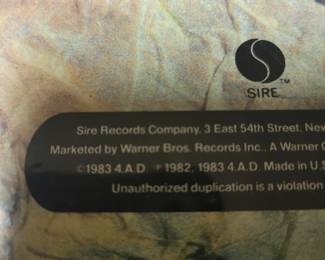 TM
SIRE
Sire Records Company, 3 East 54th Street, New
Marketed by Warner Bros. Records Inc., A Warner C
©1983 4.A.D. ℗1982, 1983 4.A.D. Made in U.S
Unauthorized duplication is a violation